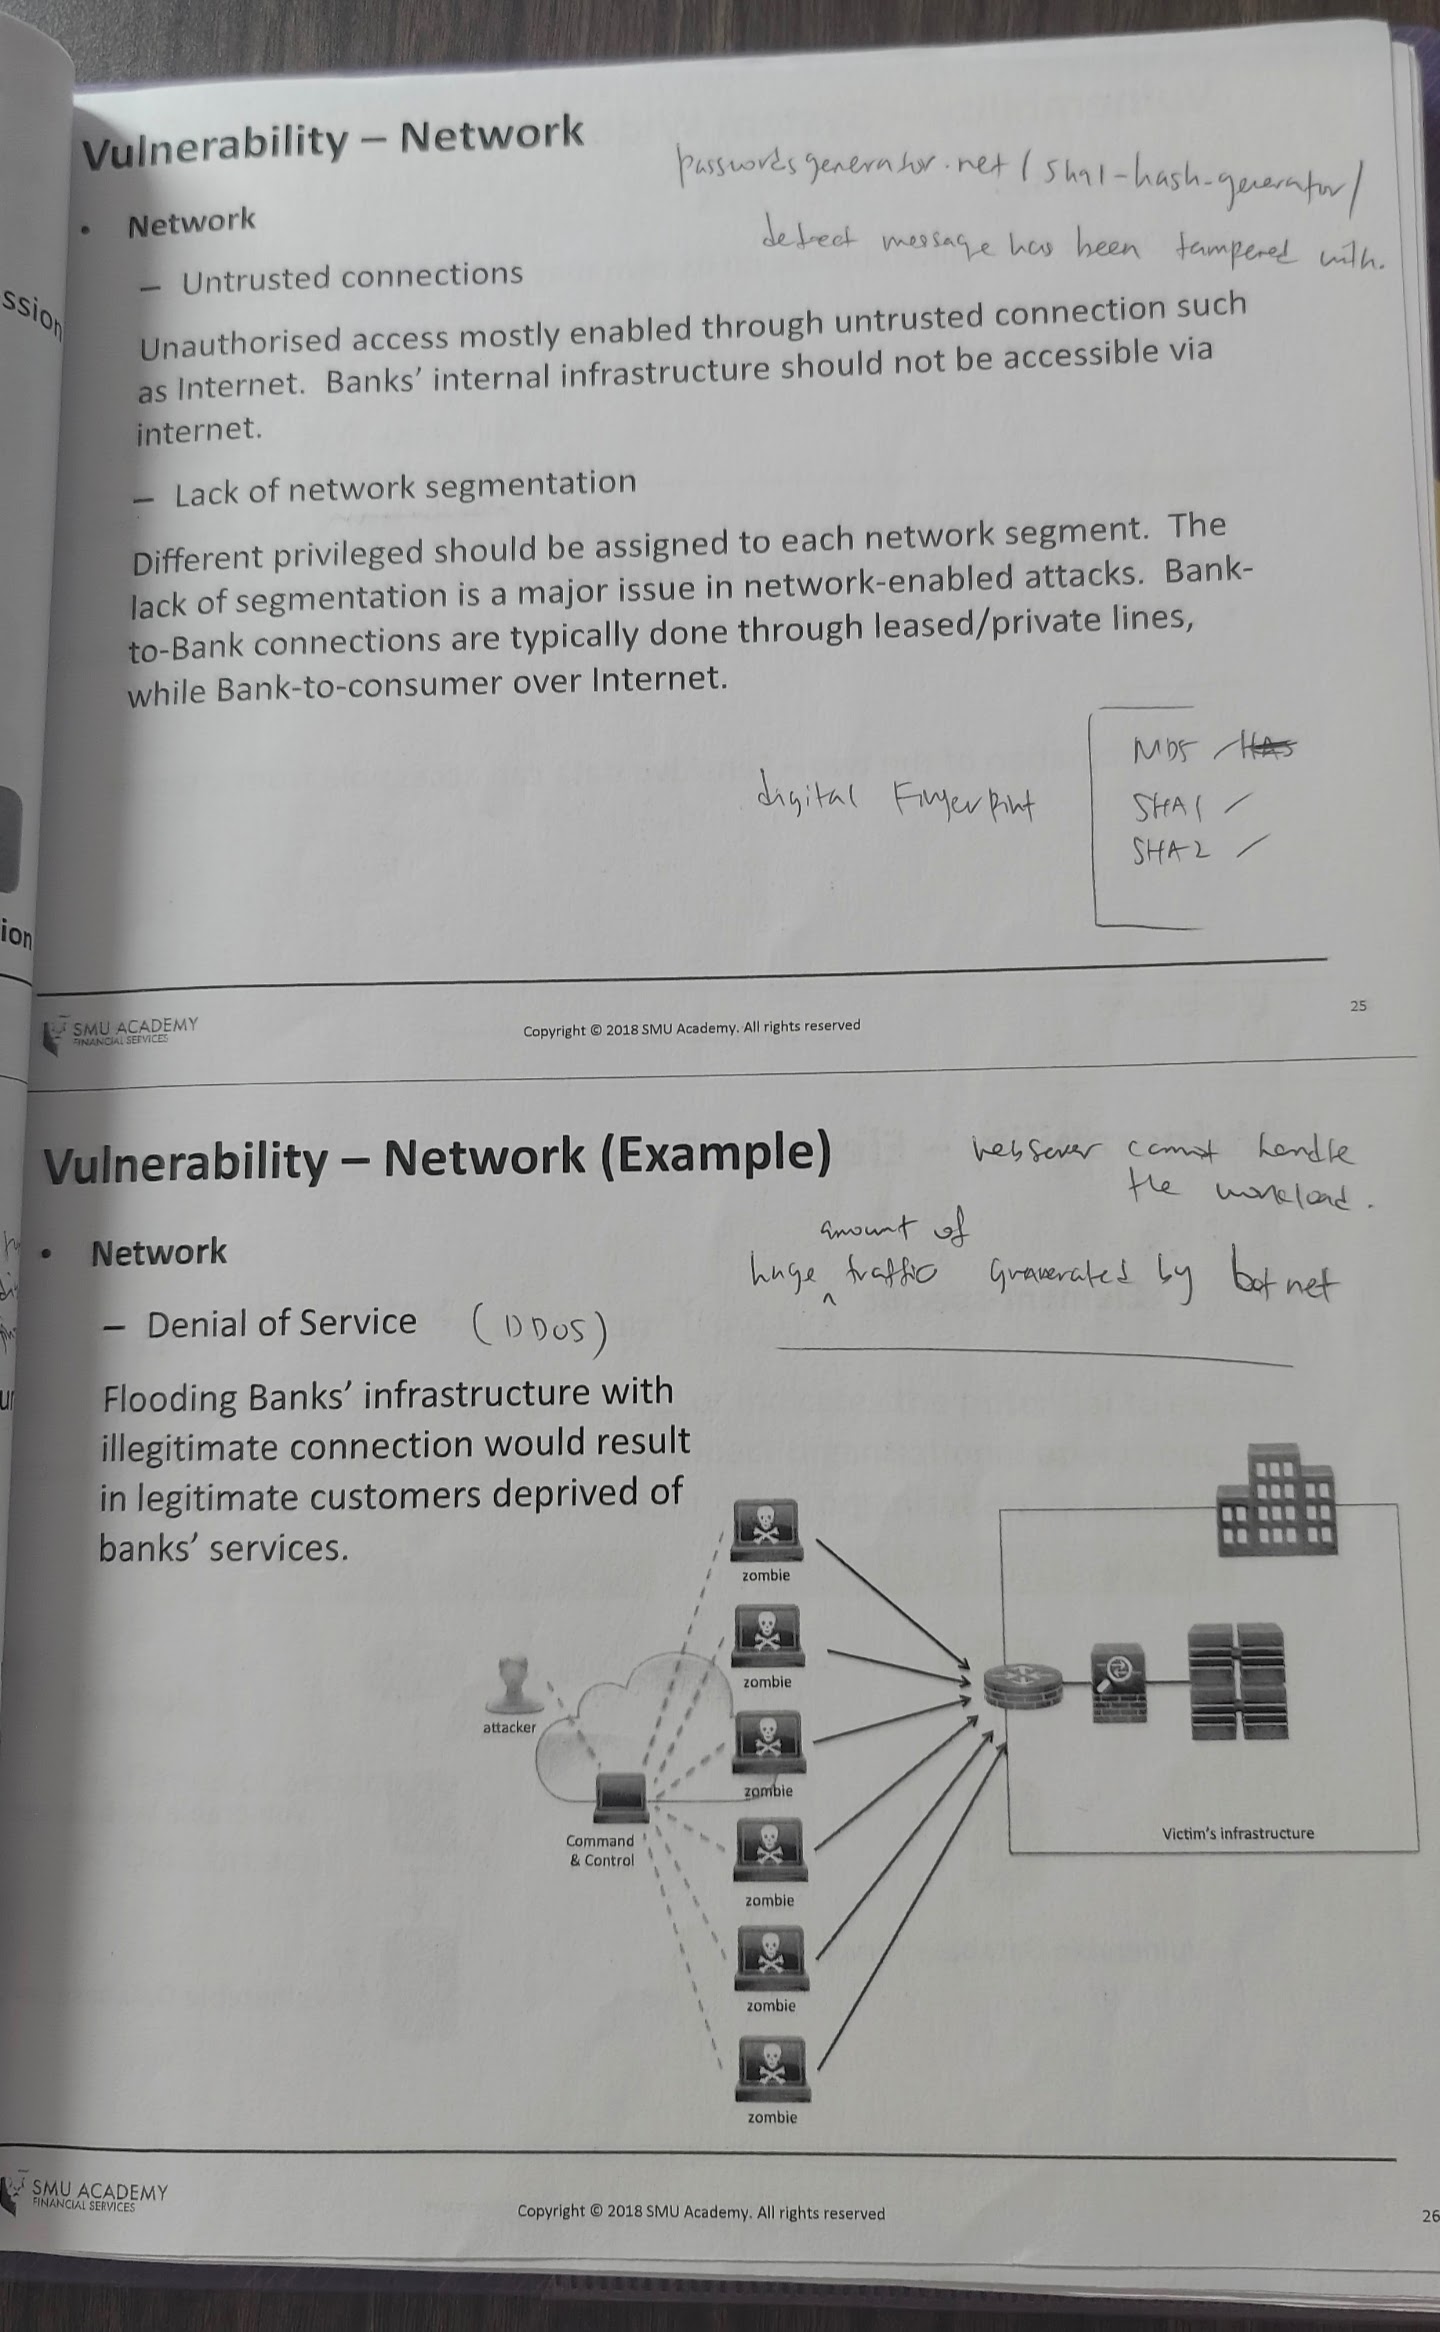 Vulnerability – Network
passwordsgenerator.net/sha1-hash-generator/
detect message has been tampered with.
• Network
– Untrusted connections
Unauthorised access mostly enabled through untrusted connection such
as Internet. Banks’ internal infrastructure should not be accessible via
internet.
– Lack of network segmentation
Different privileged should be assigned to each network segment. The
lack of segmentation is a major issue in network-enabled attacks. Bank-
to-Bank connections are typically done through leased/private lines,
while Bank-to-consumer over Internet.
digital Fingerprint
MD5
SHA1
SHA2
ssion
ion
SMU ACADEMY
FINANCIAL SERVICES
Copyright © 2018 SMU Academy. All rights reserved
25
Vulnerability – Network (Example)
webserver cannot handle
the workload.
• Network
huge amount of traffic generated by botnet
– Denial of Service (DDOS)
Flooding Banks’ infrastructure with
illegitimate connection would result
in legitimate customers deprived of
banks’ services.
zombie
zombie
attacker
zombie
Command
& Control
Victim’s infrastructure
zombie
zombie
zombie
SMU ACADEMY
FINANCIAL SERVICES
Copyright © 2018 SMU Academy. All rights reserved
26